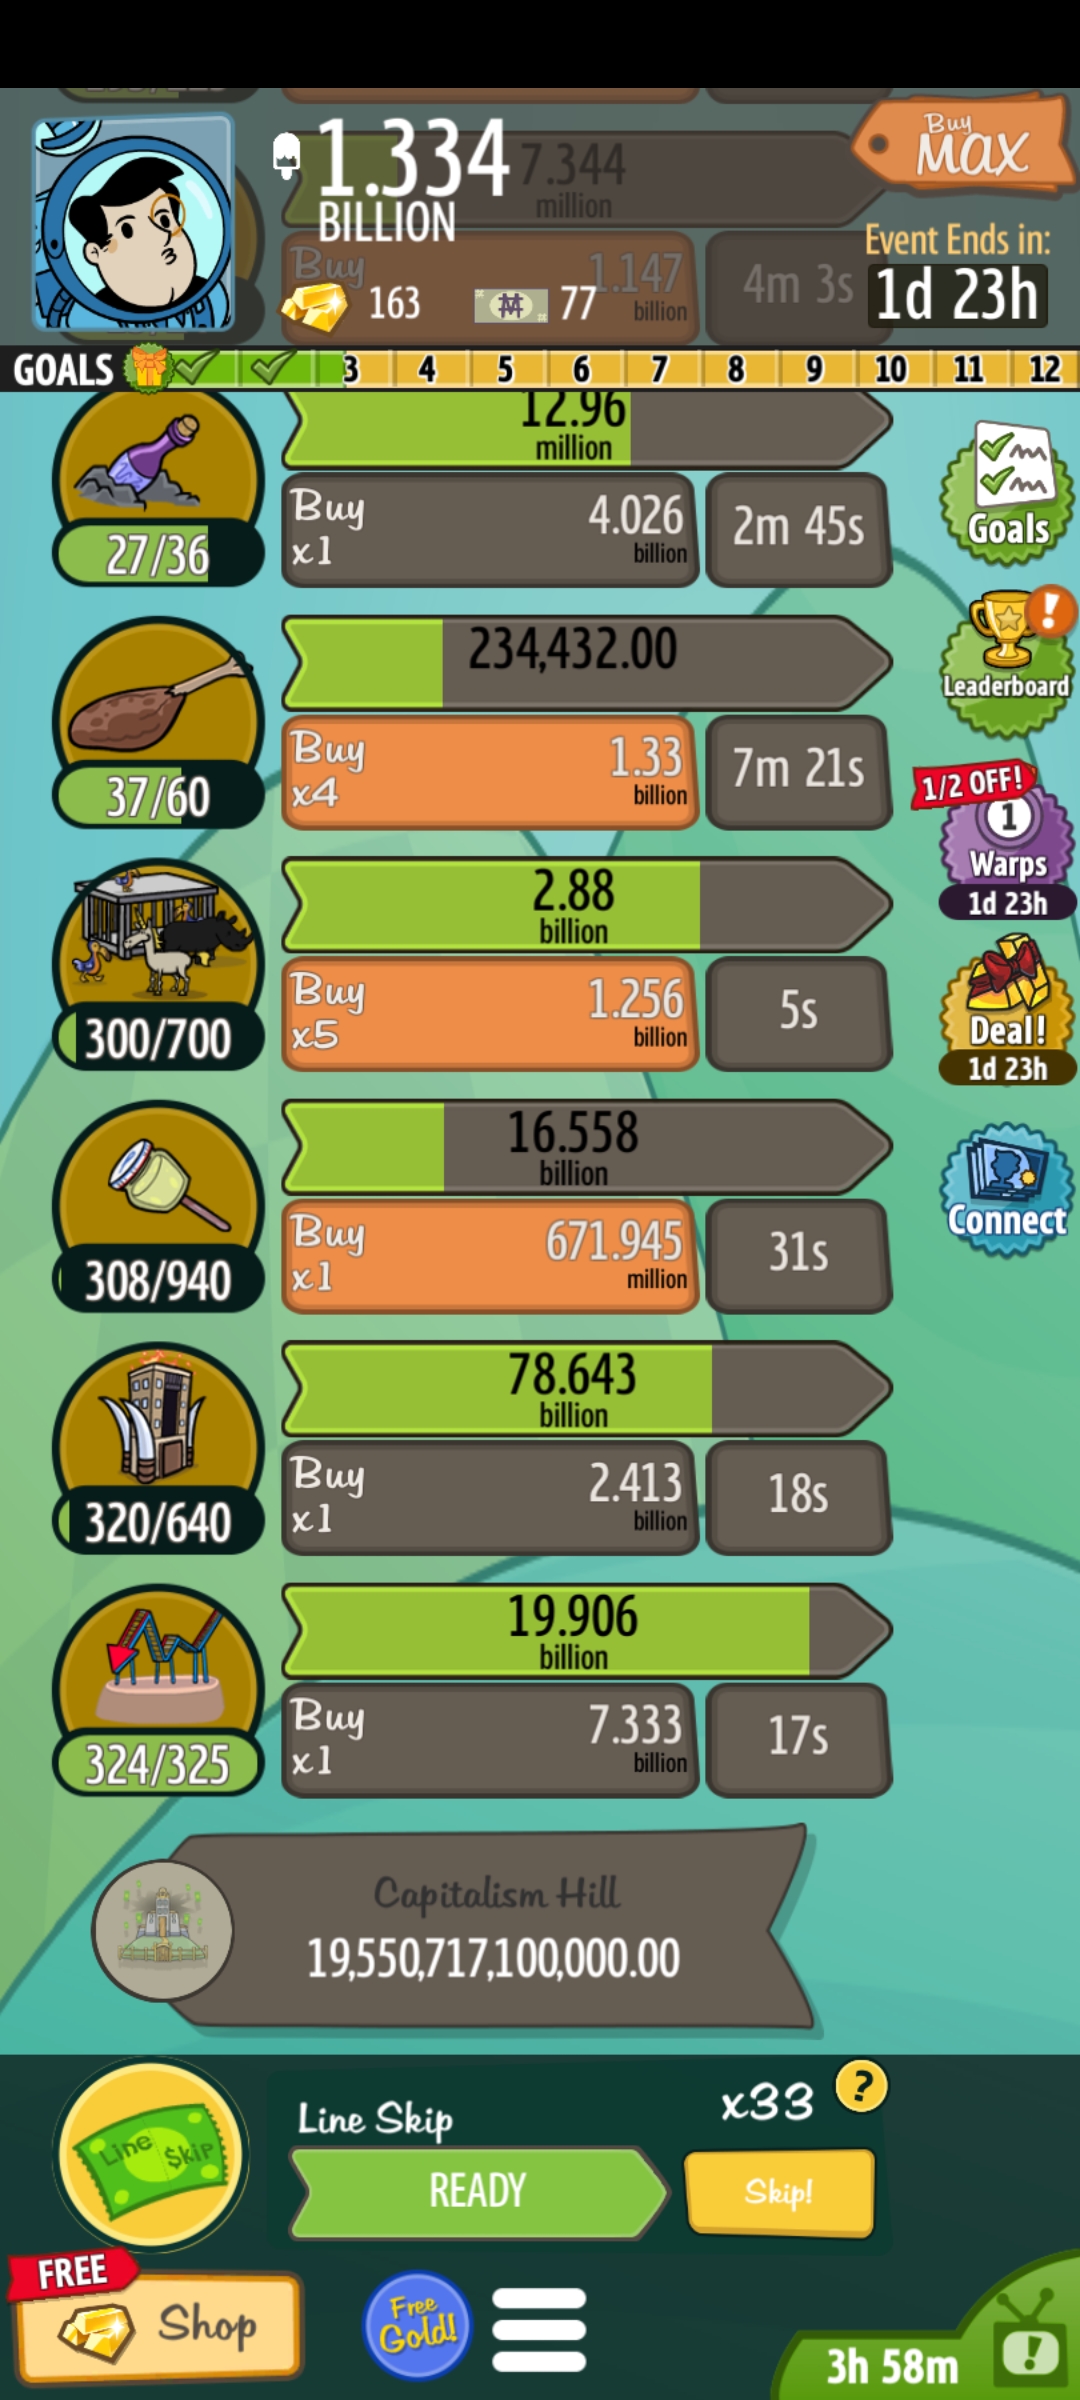 1.334
BILLION
7.344
million
Buy
MAX
Buy
1.147
billion
4m 3s
163
77
Event Ends in:
1d 23h
GOALS
3 4 5 6 7 8 9 10 11 12
12.96
million
27/36
Buy
x1
4.026
billion
2m 45s
Goals
234,432.00
37/60
Buy
x4
1.33
billion
7m 21s
Leaderboard
1/2 OFF!
1
Warps
1d 23h
2.88
billion
300/700
Buy
x5
1.256
billion
5s
Deal!
1d 23h
16.558
billion
308/940
Buy
x1
671.945
million
31s
Connect
78.643
billion
320/640
Buy
x1
2.413
billion
18s
19.906
billion
324/325
Buy
x1
7.333
billion
17s
Capitalism Hill
19,550,717,100,000.00
Line $kip
Line Skip
x33
?
READY
Skip!
FREE
Shop
Free
Gold!
3h 58m